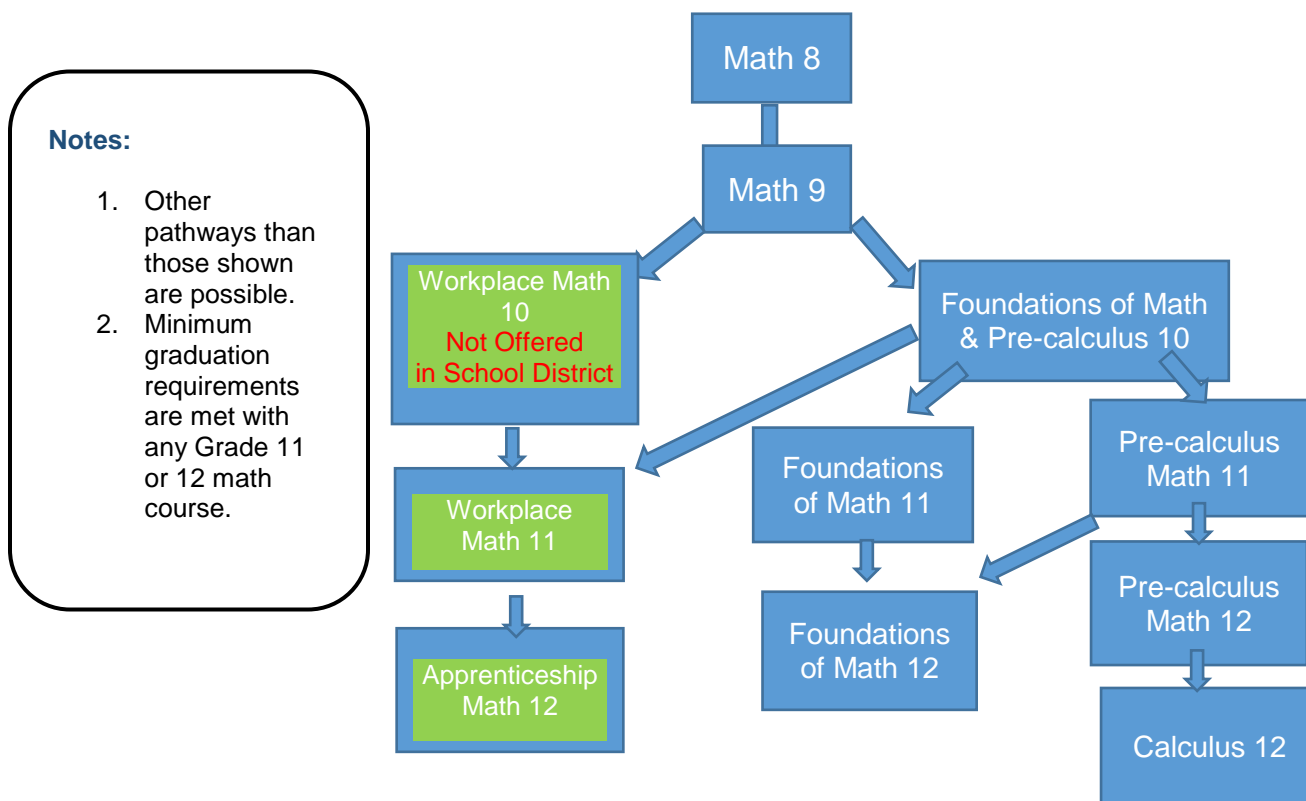 Math 8
Notes:
1. Other
pathways than
those shown
are possible.
2. Minimum
graduation
requirements
are met with
any Grade 11
or 12 math
course.
Math 9
Workplace Math
10
Not Offered
in School District
Foundations of Math
& Pre-calculus 10
Workplace
Math 11
Foundations
of Math 11
Pre-calculus
Math 11
Apprenticeship
Math 12
Foundations
of Math 12
Pre-calculus
Math 12
Calculus 12